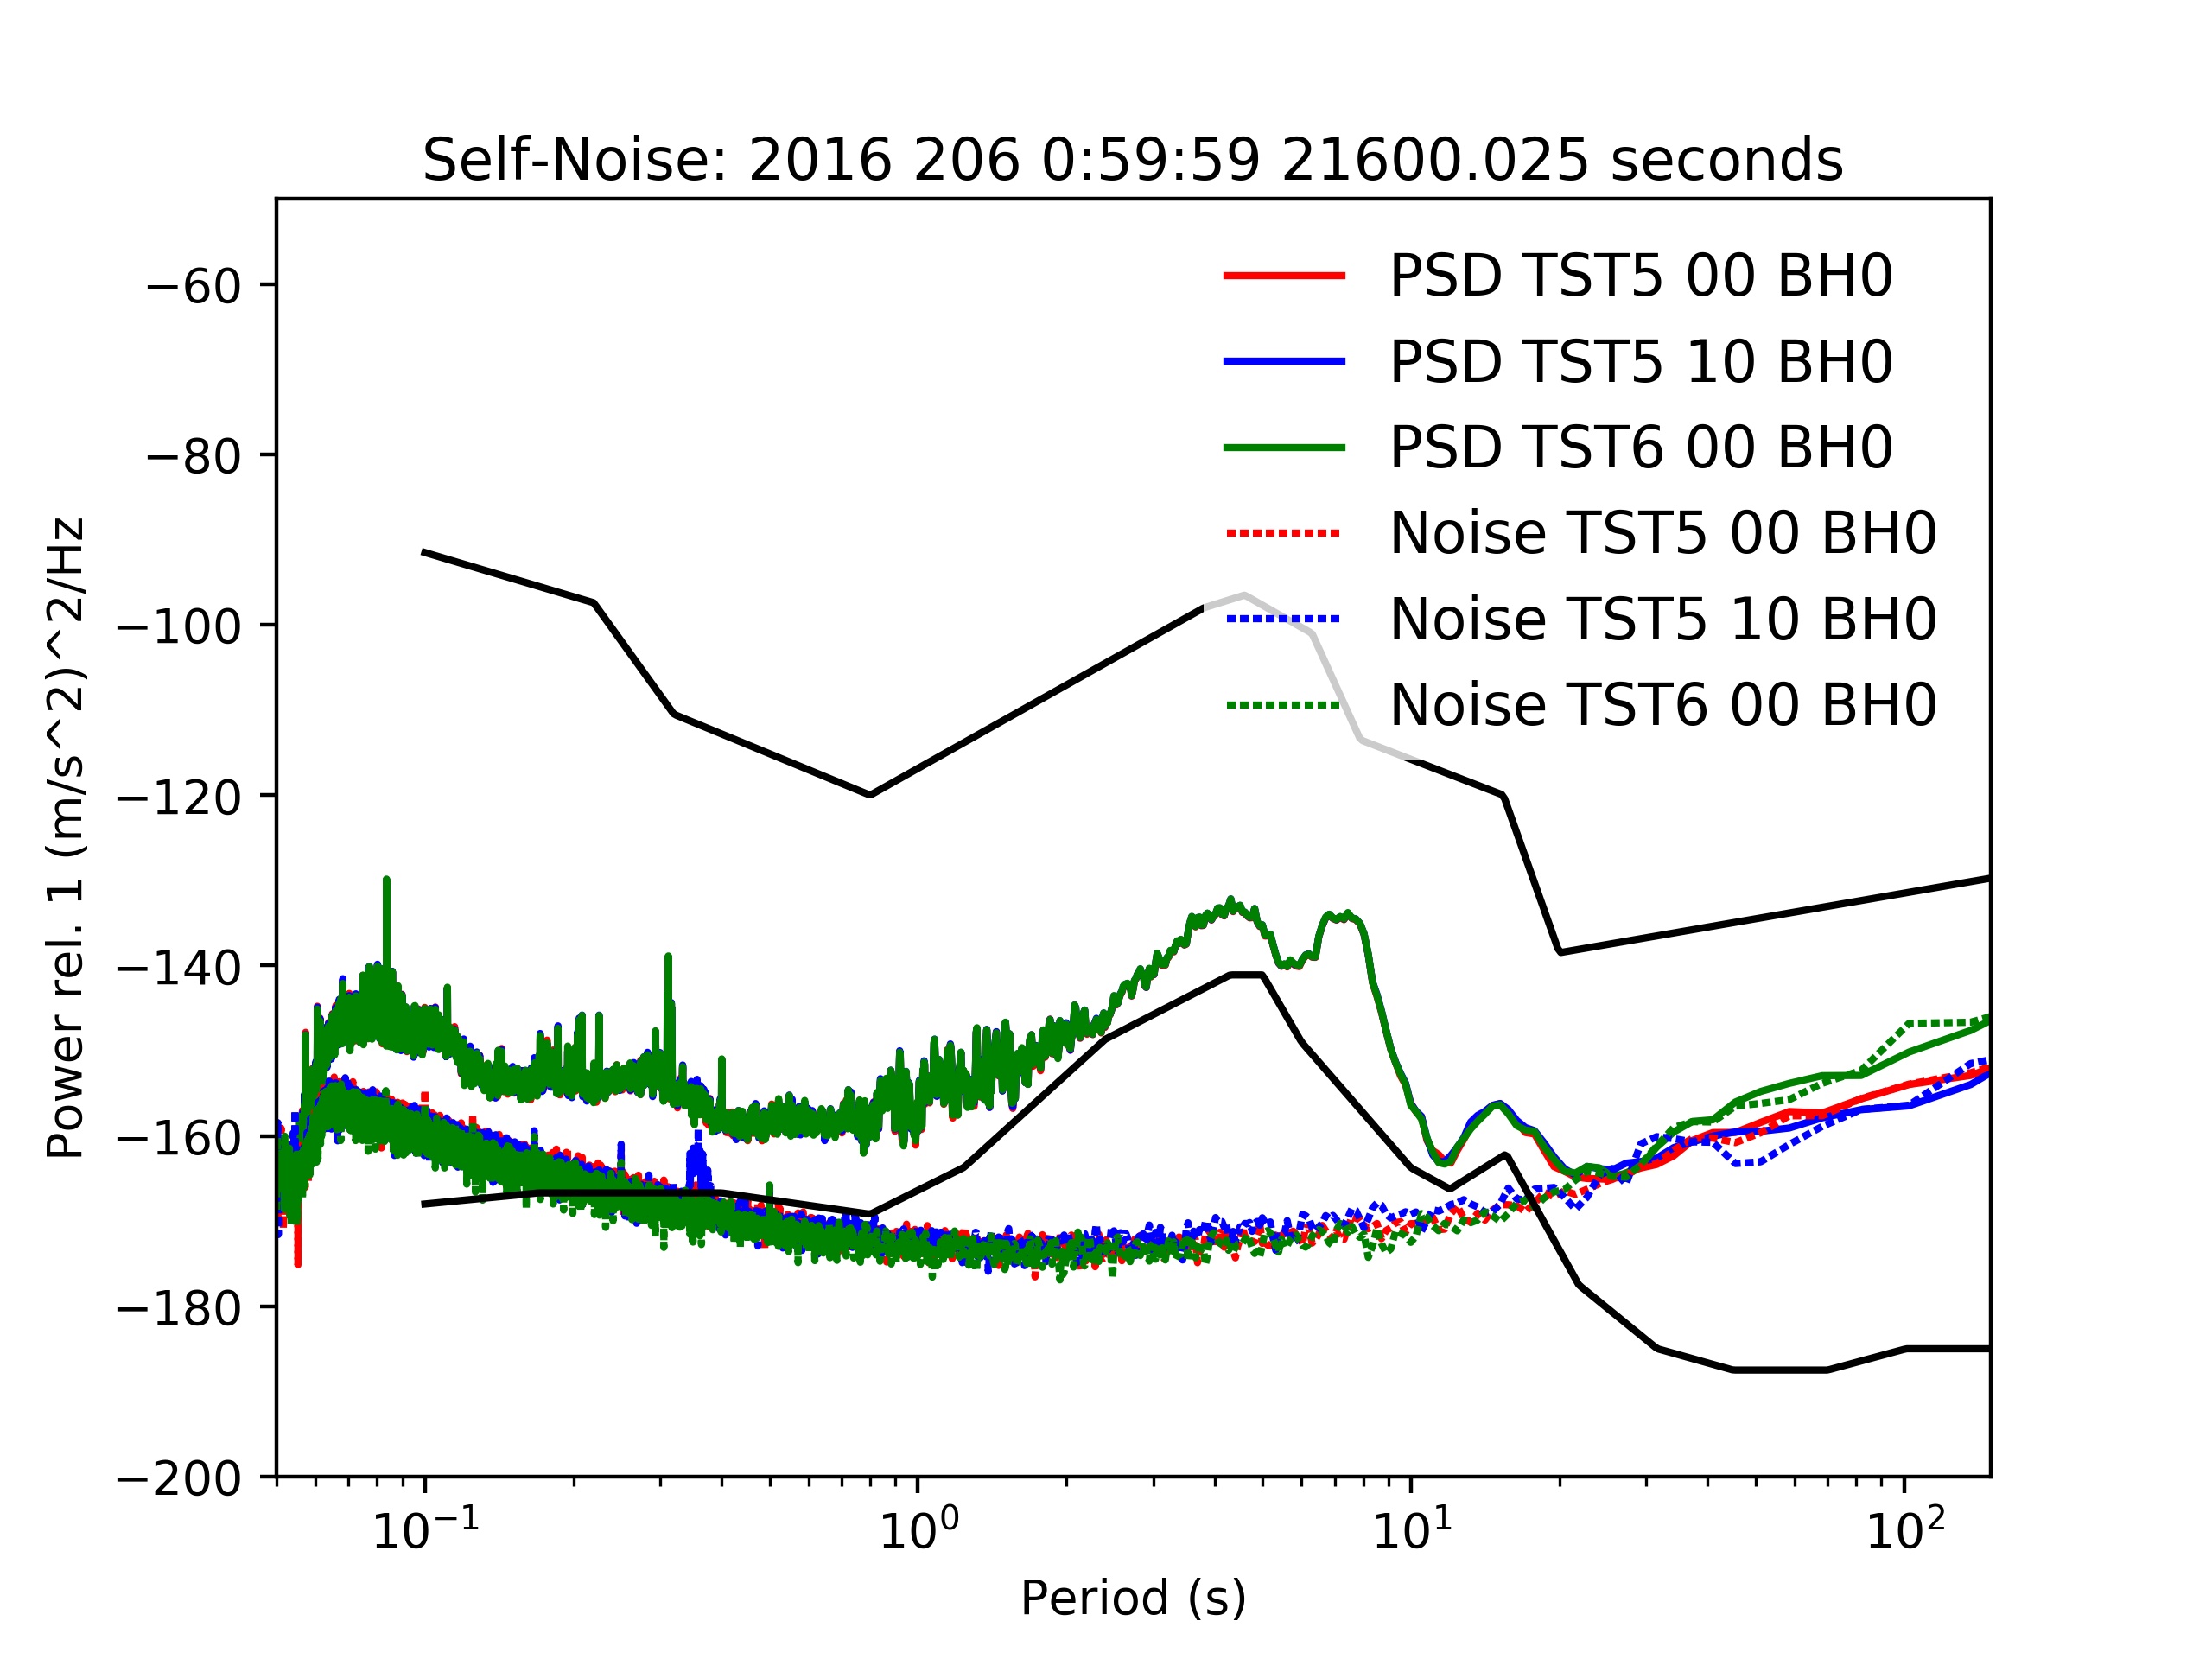 Self-Noise: 2016 206 0:59:59 21600.025 seconds
Power rel. 1 (m/s^2)^2/Hz
−60
−80
−100
−120
−140
−160
−180
−200
PSD TST5 00 BH0
PSD TST5 10 BH0
PSD TST6 00 BH0
Noise TST5 00 BH0
Noise TST5 10 BH0
Noise TST6 00 BH0
10⁻¹ 10⁰ 10¹ 10²
Period (s)